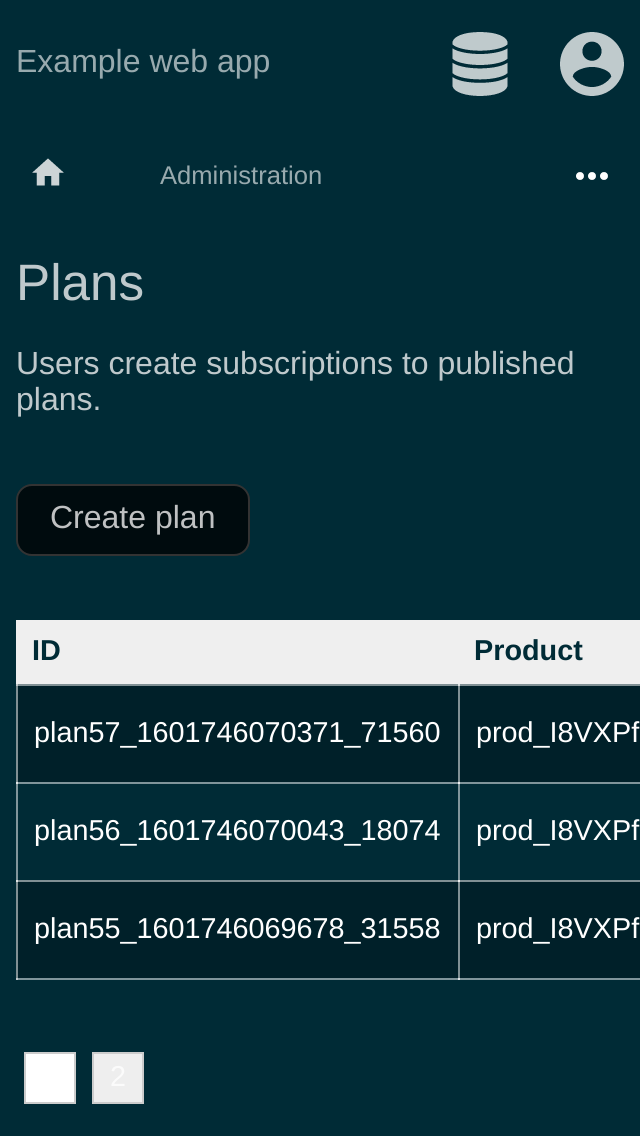 Example web app
Administration
Plans
Users create subscriptions to published
plans.
Create plan
ID Product
plan57_1601746070371_71560 prod_I8VXPf
plan56_1601746070043_18074 prod_I8VXPf
plan55_1601746069678_31558 prod_I8VXPf
2